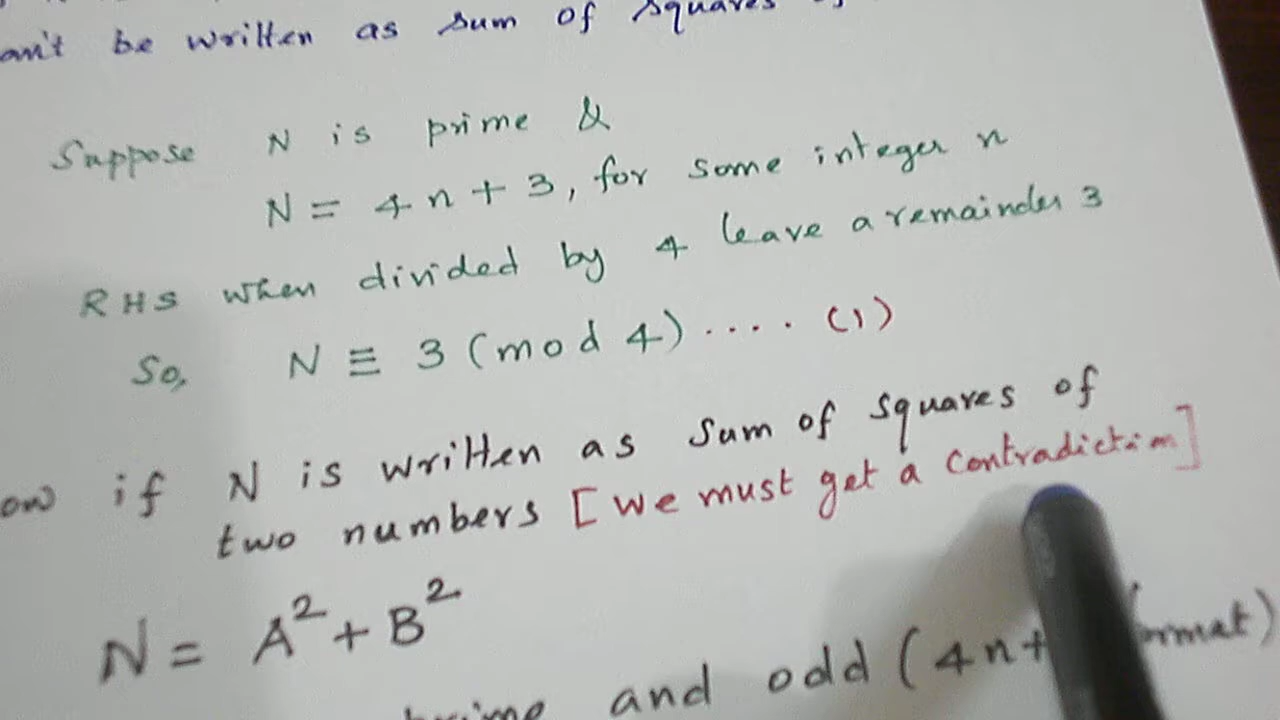 be written as sum of squares
Suppose N is prime &
N = 4n + 3, for some integer n
RHS when divided by 4 leave a remainder 3
So, N ≡ 3 (mod 4) .... (1)
if N is written as sum of squares of
two numbers [we must get a contradiction]
N = A² + B²
and odd (4n+